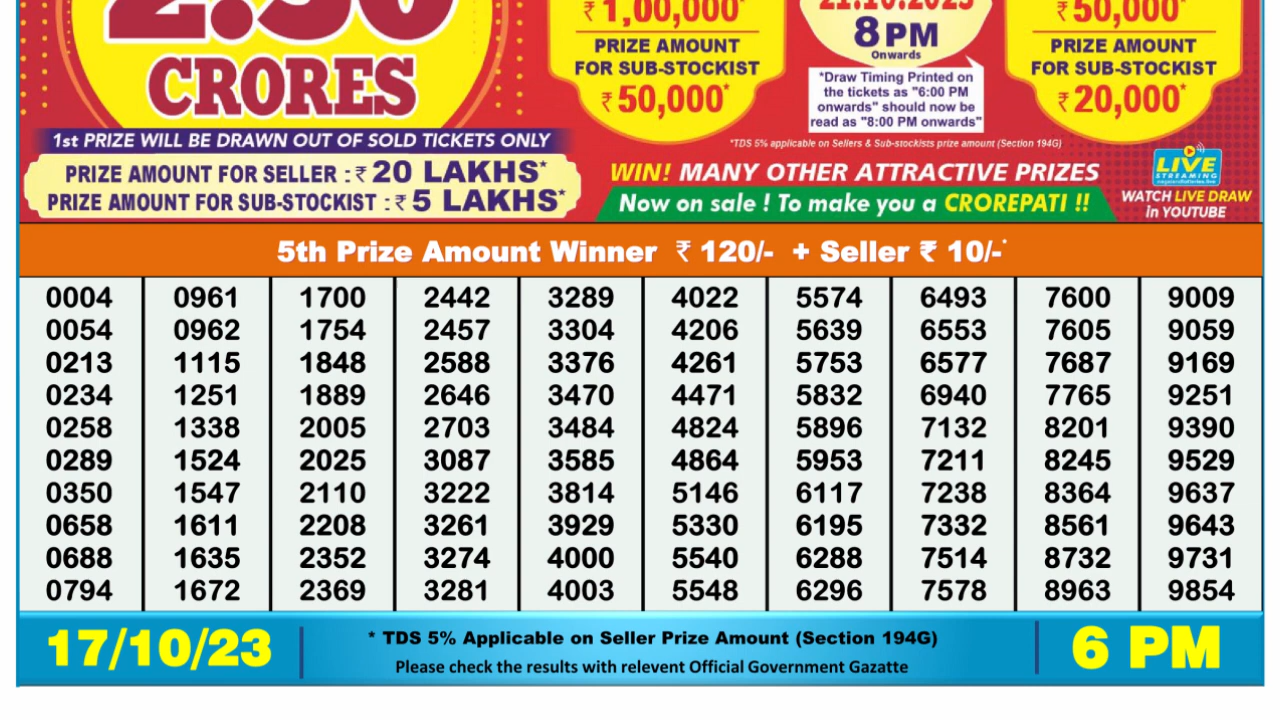 2.50
CRORES
1st PRIZE WILL BE DRAWN OUT OF SOLD TICKETS ONLY
PRIZE AMOUNT FOR SELLER : ₹ 20 LAKHS*
PRIZE AMOUNT FOR SUB-STOCKIST : ₹ 5 LAKHS*
₹ 1,00,000*
PRIZE AMOUNT
FOR SUB-STOCKIST
₹ 50,000*
21.10.2023
8 PM
Onwards
*Draw Timing Printed on
the tickets as "6:00 PM
onwards" should now be
read as "8:00 PM onwards"
₹ 50,000*
PRIZE AMOUNT
FOR SUB-STOCKIST
₹ 20,000*
*TDS 5% applicable on Sellers & Sub-stockists prize amount (Section 194G)
WIN! MANY OTHER ATTRACTIVE PRIZES
Now on sale ! To make you a CROREPATI !!
LIVE
STREAMING
WATCH LIVE DRAW
in YOUTUBE
5th Prize Amount Winner ₹ 120/- + Seller ₹ 10/-*
0004 0961 1700 2442 3289 4022 5574 6493 7600 9009
0054 0962 1754 2457 3304 4206 5639 6553 7605 9059
0213 1115 1848 2588 3376 4261 5753 6577 7687 9169
0234 1251 1889 2646 3470 4471 5832 6940 7765 9251
0258 1338 2005 2703 3484 4824 5896 7132 8201 9390
0289 1524 2025 3087 3585 4864 5953 7211 8245 9529
0350 1547 2110 3222 3814 5146 6117 7238 8364 9637
0658 1611 2208 3261 3929 5330 6195 7332 8561 9643
0688 1635 2352 3274 4000 5540 6288 7514 8732 9731
0794 1672 2369 3281 4003 5548 6296 7578 8963 9854
17/10/23
* TDS 5% Applicable on Seller Prize Amount (Section 194G)
Please check the results with relevent Official Government Gazatte
6 PM